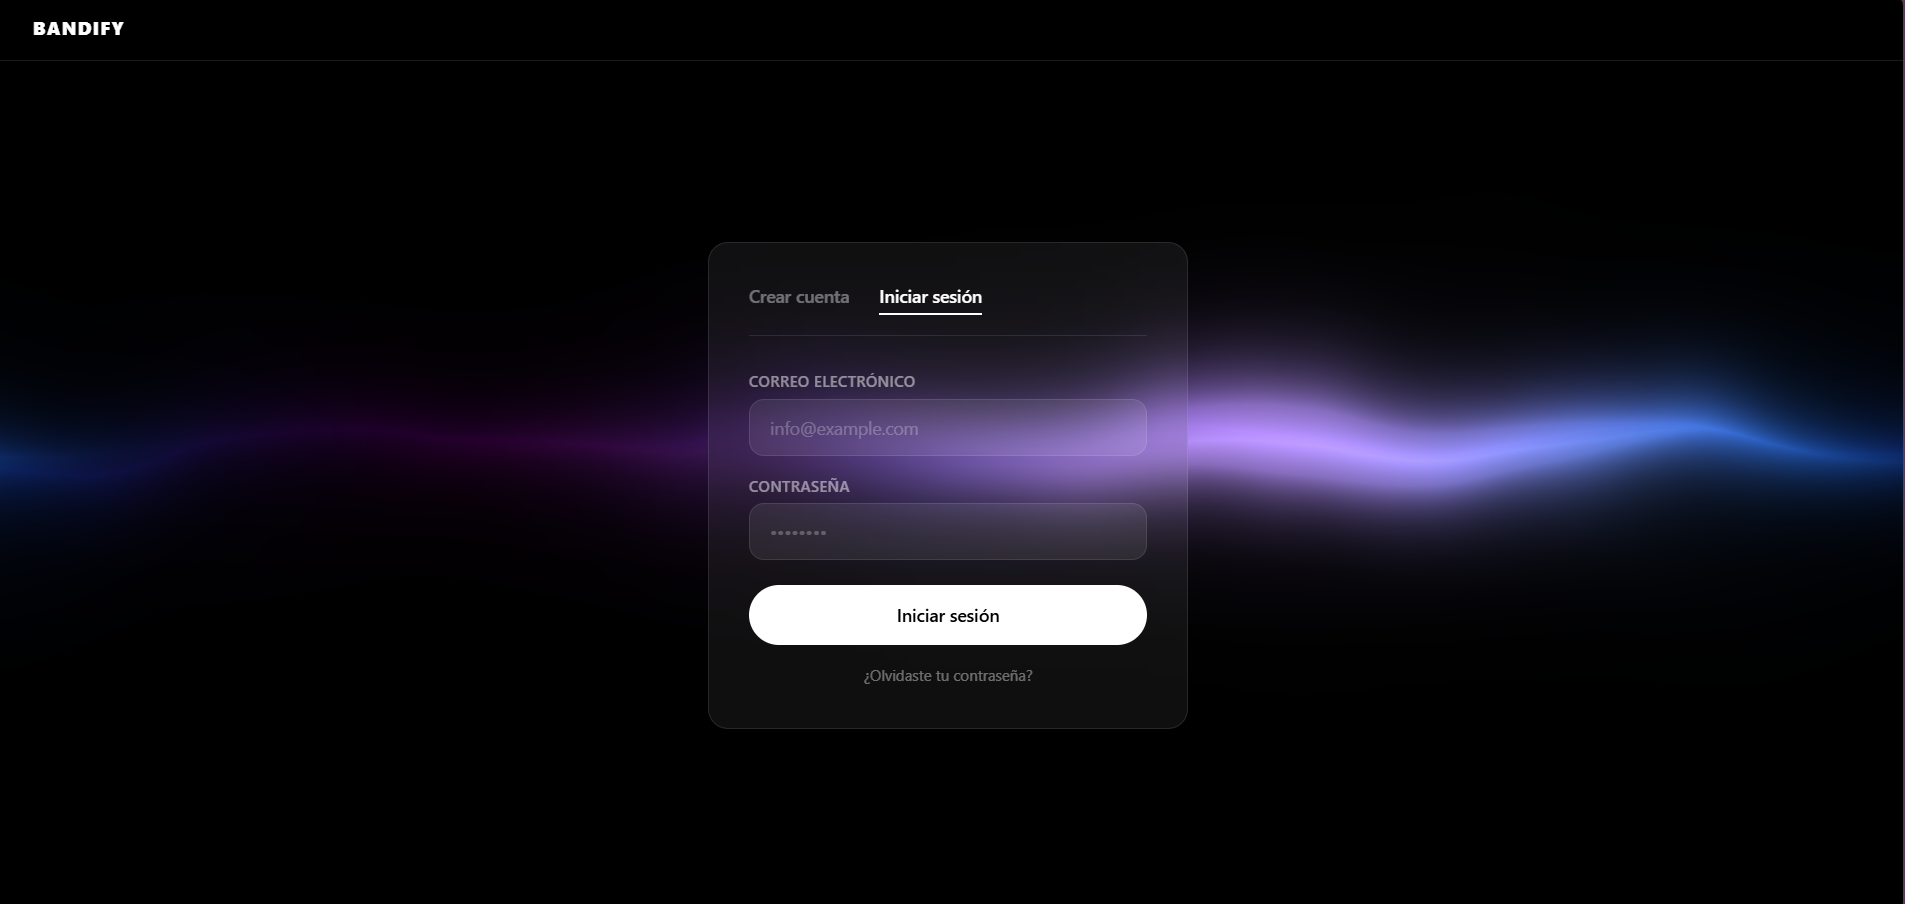 BANDIFY
Crear cuenta Iniciar sesión
CORREO ELECTRÓNICO
info@example.com
CONTRASEÑA
••••••••
Iniciar sesión
¿Olvidaste tu contraseña?